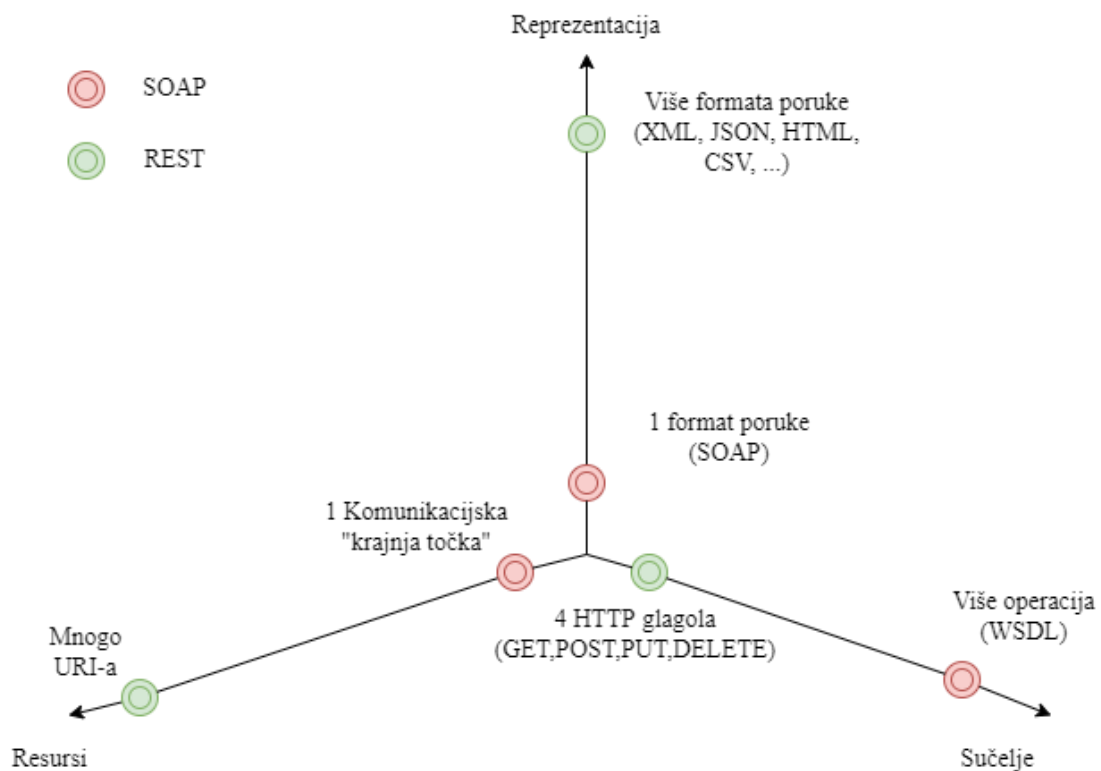 Reprezentacija
SOAP
REST
Više formata poruke
(XML, JSON, HTML,
CSV, ...)
1 format poruke
(SOAP)
1 Komunikacijska
"krajnja točka"
4 HTTP glagola
(GET,POST,PUT,DELETE)
Više operacija
(WSDL)
Mnogo
URI-a
Resursi
Sučelje